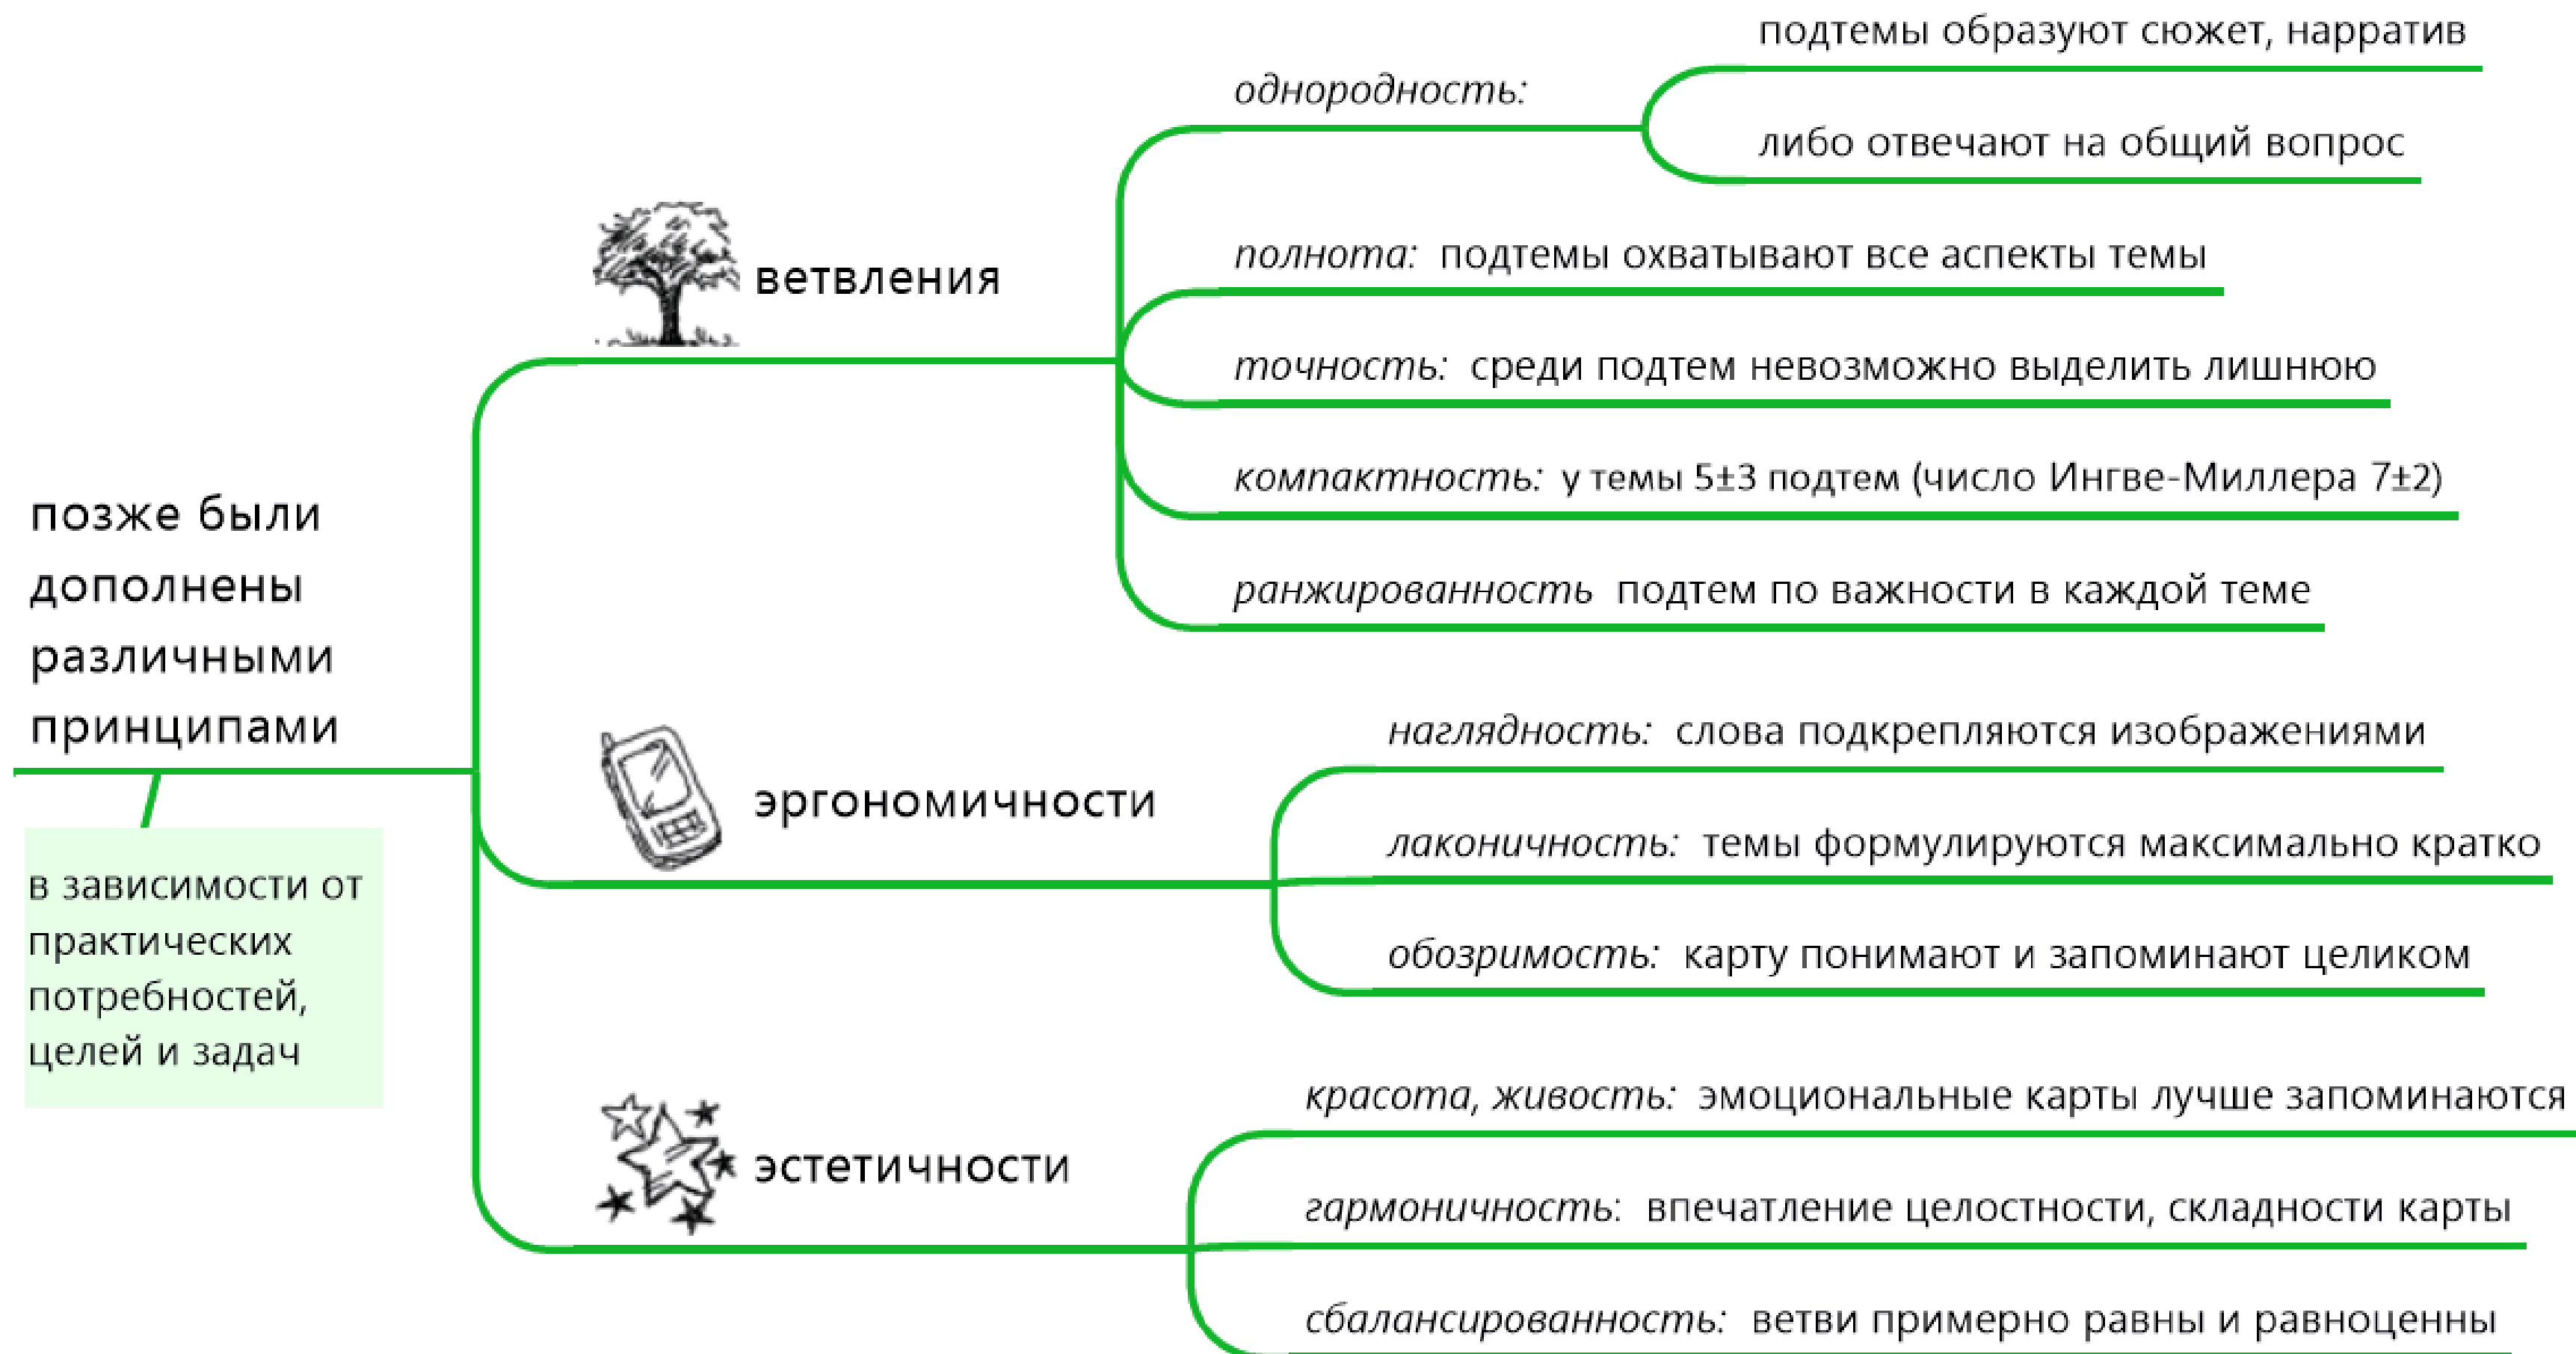 позже были
дополнены
различными
принципами
в зависимости от
практических
потребностей,
целей и задач
ветвления
однородность:
подтемы образуют сюжет, нарратив
либо отвечают на общий вопрос
полнота: подтемы охватывают все аспекты темы
точность: среди подтем невозможно выделить лишнюю
компактность: у темы 5±3 подтем (число Ингве-Миллера 7±2)
ранжированность подтем по важности в каждой теме
эргономичности
наглядность: слова подкрепляются изображениями
лаконичность: темы формулируются максимально кратко
обозримость: карту понимают и запоминают целиком
эстетичности
красота, живость: эмоциональные карты лучше запоминаются
гармоничность: впечатление целостности, складности карты
сбалансированность: ветви примерно равны и равноценны